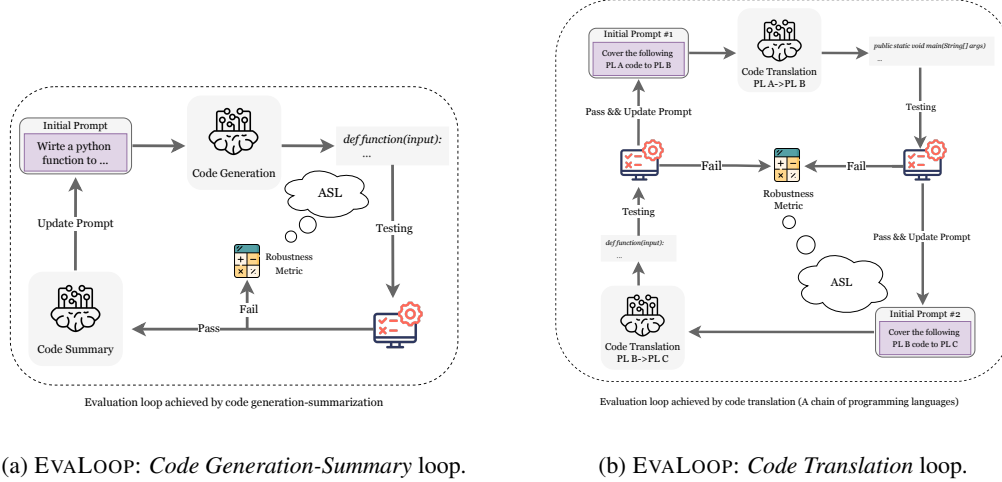 Initial Prompt
Wirte a python
function to ...
Code Generation
def function(input):
...
ASL
Testing
Update Prompt
Robustness
Metric
Fail
Pass
Code Summary
Evaluation loop achieved by code generation-summarization
(a) EVALOOP: Code Generation-Summary loop.
Initial Prompt #1
Cover the following
PL A code to PL B
Code Translation
PL A->PL B
public static void main(String[] args)
...
Pass && Update Prompt
Testing
Fail
Fail
Robustness
Metric
Testing
def function(input):
...
Pass && Update Prompt
ASL
Code Translation
PL B->PL C
Initial Prompt #2
Cover the following
PL B code to PL C
Evaluation loop achieved by code translation (A chain of programming languages)
(b) EVALOOP: Code Translation loop.